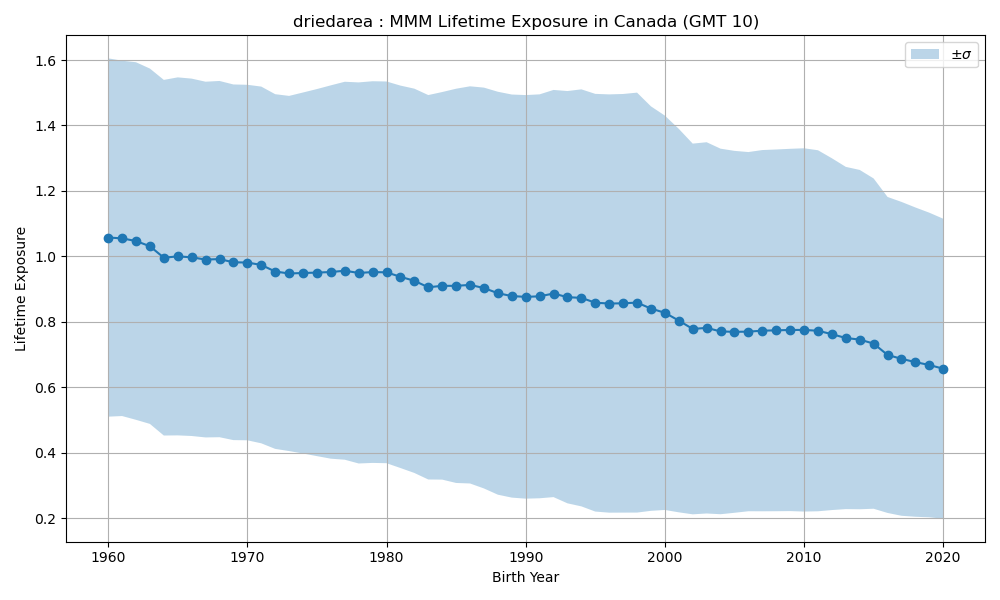 driedarea : MMM Lifetime Exposure in Canada (GMT 10)
±σ
Lifetime Exposure
1.6
1.4
1.2
1.0
0.8
0.6
0.4
0.2
1960 1970 1980 1990 2000 2010 2020
Birth Year